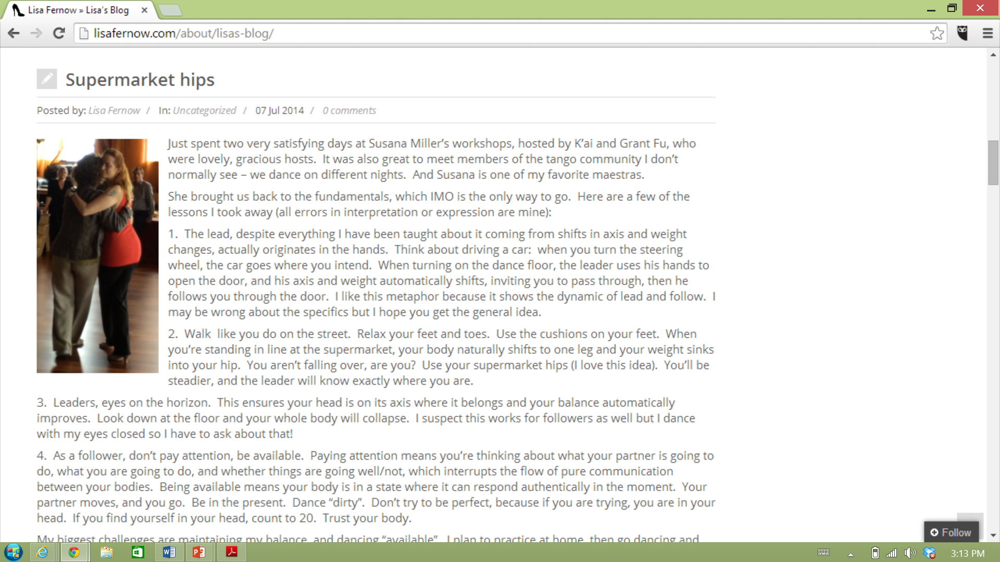 Lisa Fernow » Lisa's Blog
lisafernow.com/about/lisas-blog/
Supermarket hips
Posted by: Lisa Fernow / In: Uncategorized / 07 Jul 2014 / 0 comments
Just spent two very satisfying days at Susana Miller's workshops, hosted by K'ai and Grant Fu, who
were lovely, gracious hosts.  It was also great to meet members of the tango community I don't
normally see – we dance on different nights.  And Susana is one of my favorite maestras.
She brought us back to the fundamentals, which IMO is the only way to go.  Here are a few of the
lessons I took away (all errors in interpretation or expression are mine):
1.  The lead, despite everything I have been taught about it coming from shifts in axis and weight
changes, actually originates in the hands.  Think about driving a car:  when you turn the steering
wheel, the car goes where you intend.  When turning on the dance floor, the leader uses his hands to
open the door, and his axis and weight automatically shifts, inviting you to pass through, then he
follows you through the door.  I like this metaphor because it shows the dynamic of lead and follow.  I
may be wrong about the specifics but I hope you get the general idea.
2.  Walk  like you do on the street.  Relax your feet and toes.  Use the cushions on your feet.  When
you're standing in line at the supermarket, your body naturally shifts to one leg and your weight sinks
into your hip.  You aren't falling over, are you?  Use your supermarket hips (I love this idea).  You'll be
steadier, and the leader will know exactly where you are.
3.  Leaders, eyes on the horizon.  This ensures your head is on its axis where it belongs and your balance automatically
improves.  Look down at the floor and your whole body will collapse.  I suspect this works for followers as well but I dance
with my eyes closed so I have to ask about that!
4.  As a follower, don't pay attention, be available.  Paying attention means you're thinking about what your partner is going to
do, what you are going to do, and whether things are going well/not, which interrupts the flow of pure communication
between your bodies.  Being available means your body is in a state where it can respond authentically in the moment.  Your
partner moves, and you go.  Be in the present.  Dance “dirty”.  Don't try to be perfect, because if you are trying, you are in your
head.  If you find yourself in your head, count to 20.  Trust your body.
My biggest challenges are maintaining my balance, and dancing “available”.  I plan to practice at home, then go dancing and
Follow
3:13 PM